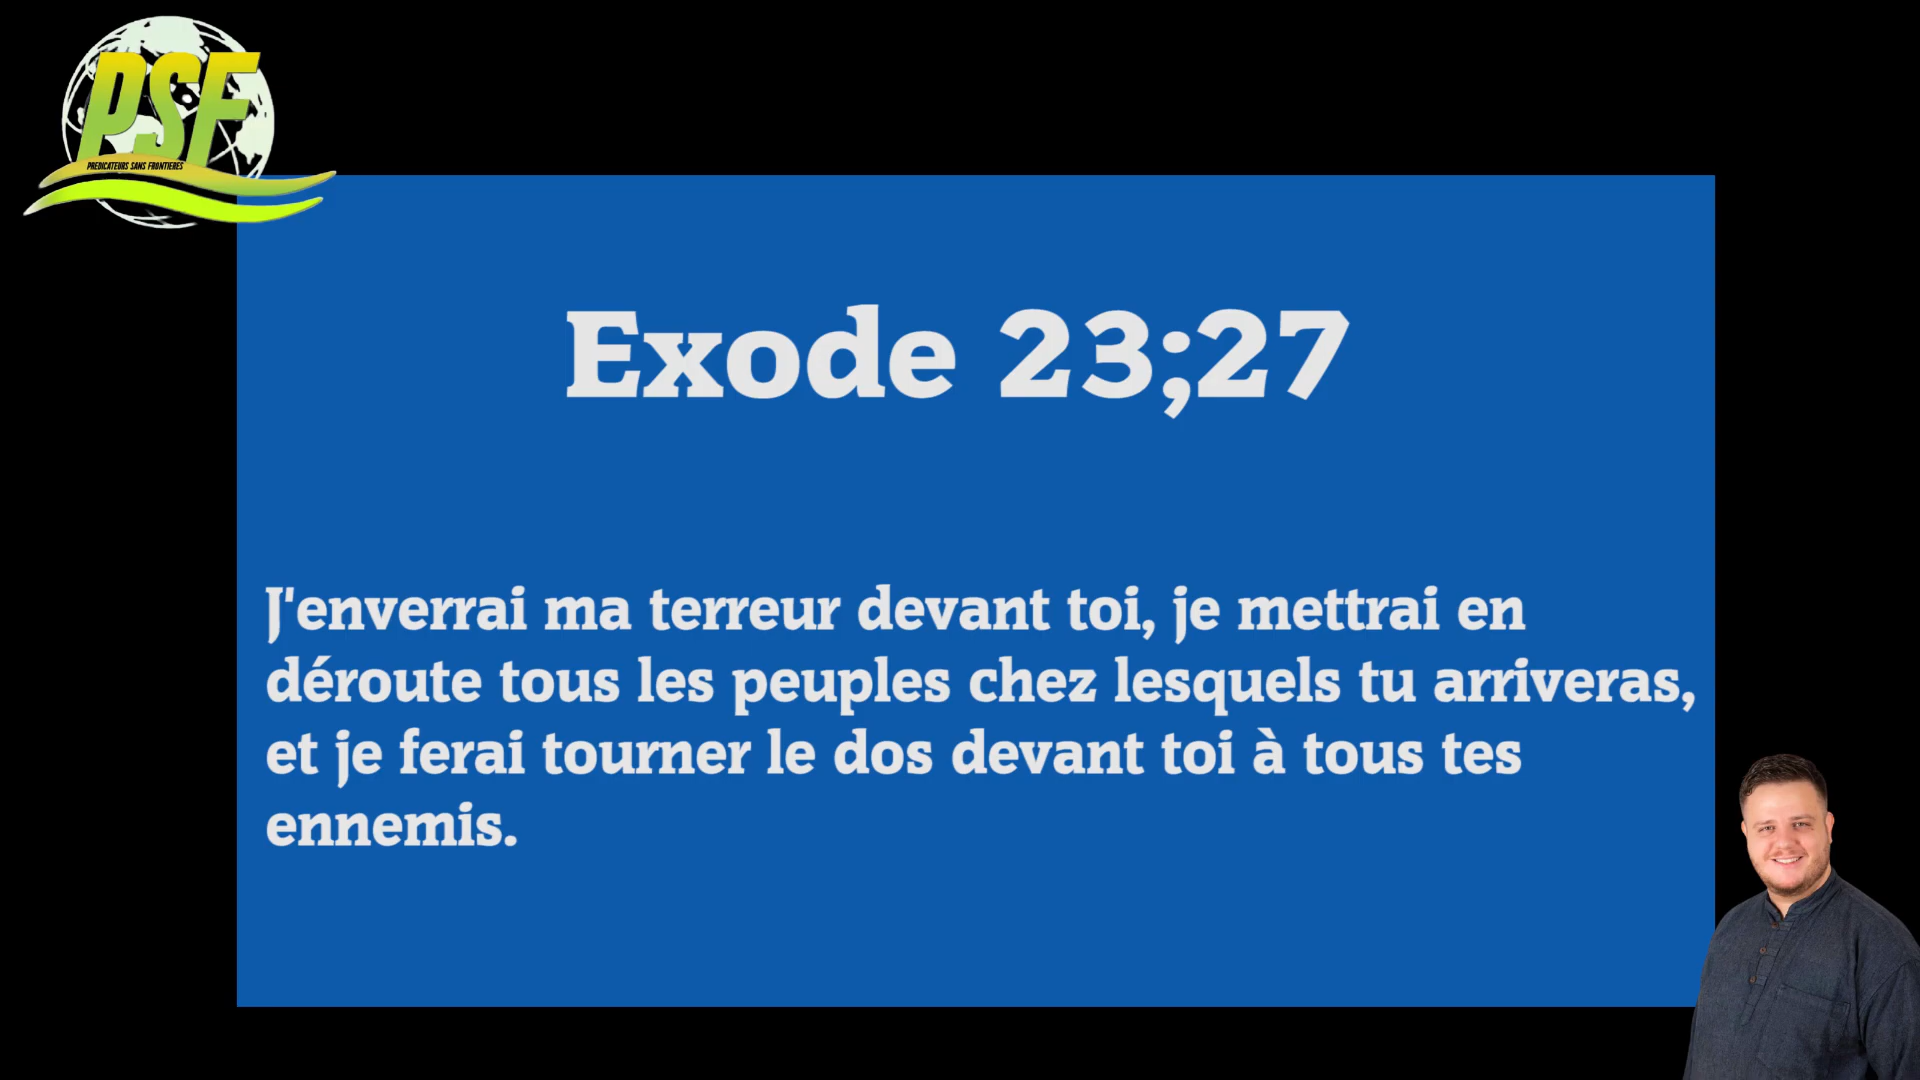 PSF
PREDICATEURS SANS FRONTIERES
Exode 23;27
J'enverrai ma terreur devant toi, je mettrai en
déroute tous les peuples chez lesquels tu arriveras,
et je ferai tourner le dos devant toi à tous tes
ennemis.